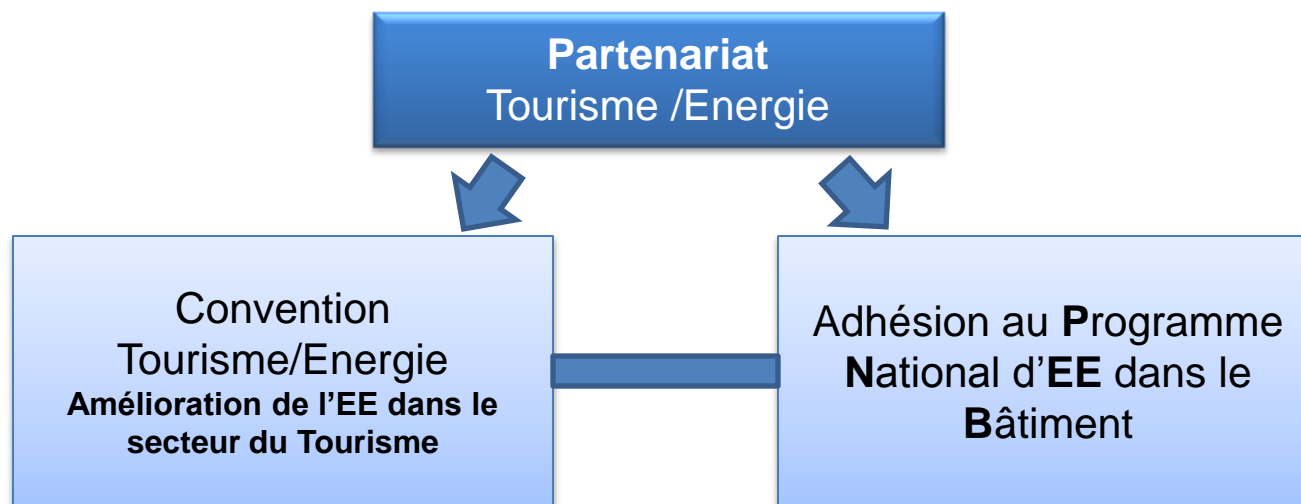 Partenariat
Tourisme /Energie
Convention
Tourisme/Energie
Amélioration de l’EE dans le
secteur du Tourisme
Adhésion au Programme
National d’EE dans le
Bâtiment